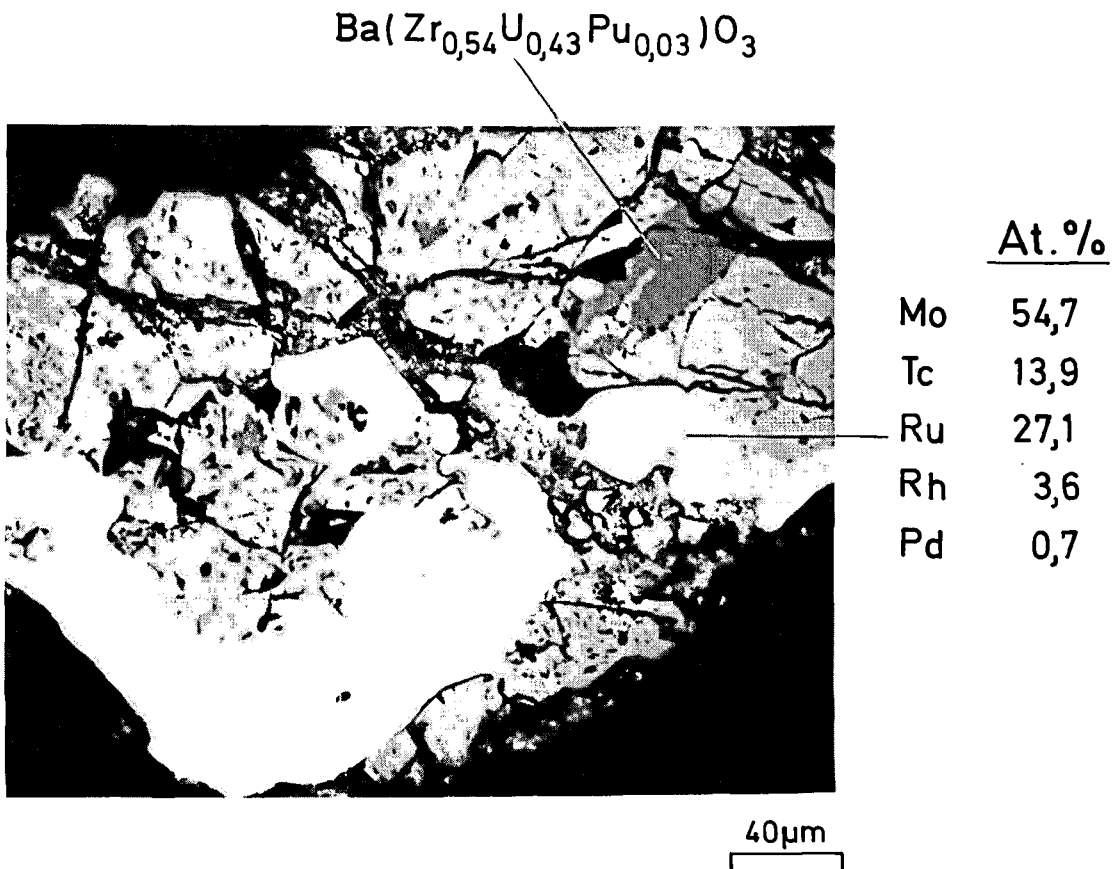 Ba(Zr0,54U0,43Pu0,03)O3
At.%
Mo 54,7
Tc 13,9
Ru 27,1
Rh 3,6
Pd 0,7
40µm